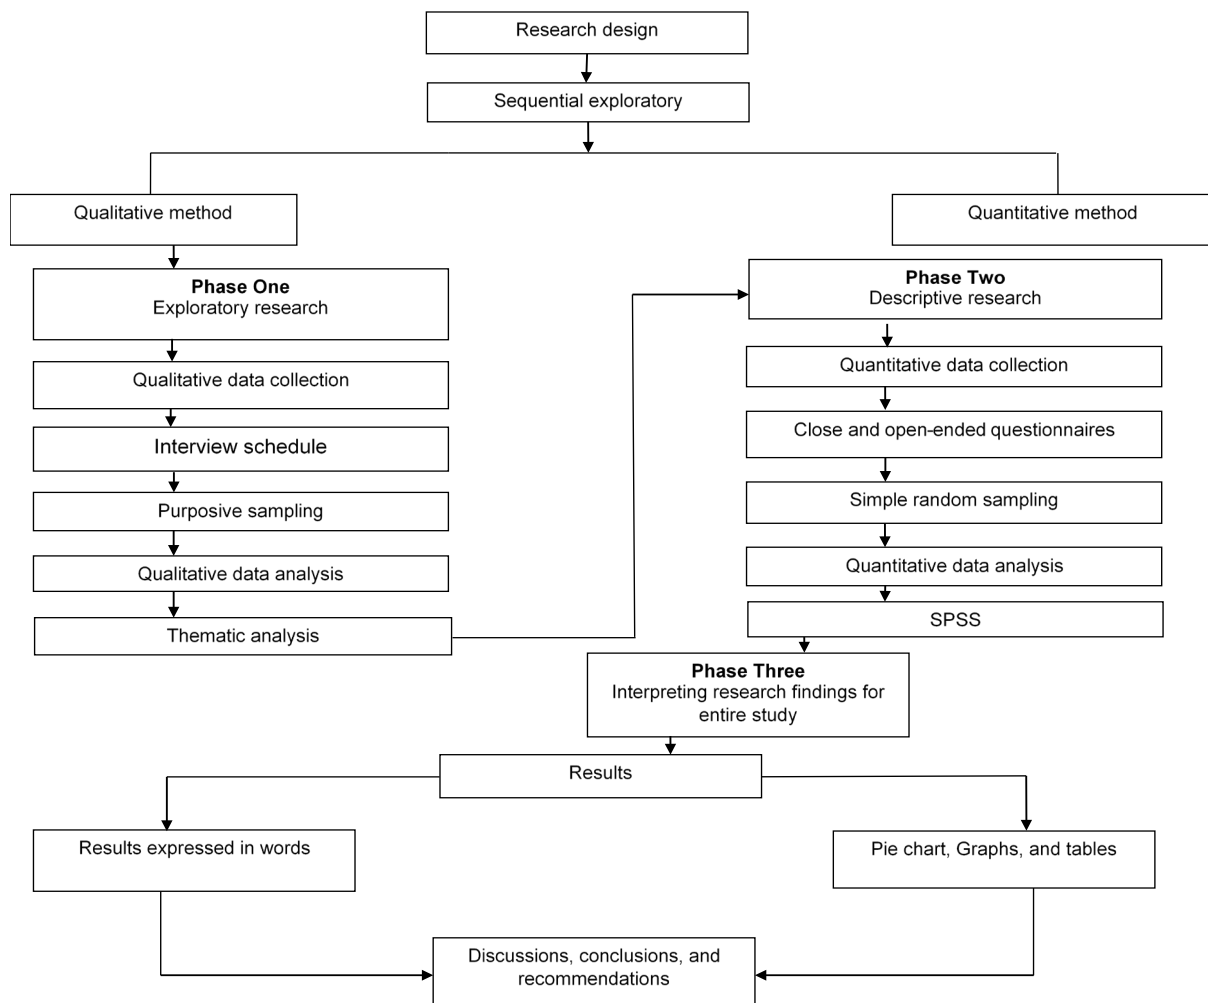 Research design
Sequential exploratory
Qualitative method
Quantitative method
Phase One
Exploratory research
Qualitative data collection
Interview schedule
Purposive sampling
Qualitative data analysis
Thematic analysis
Phase Two
Descriptive research
Quantitative data collection
Close and open-ended questionnaires
Simple random sampling
Quantitative data analysis
SPSS
Phase Three
Interpreting research findings for
entire study
Results
Results expressed in words
Pie chart, Graphs, and tables
Discussions, conclusions, and
recommendations